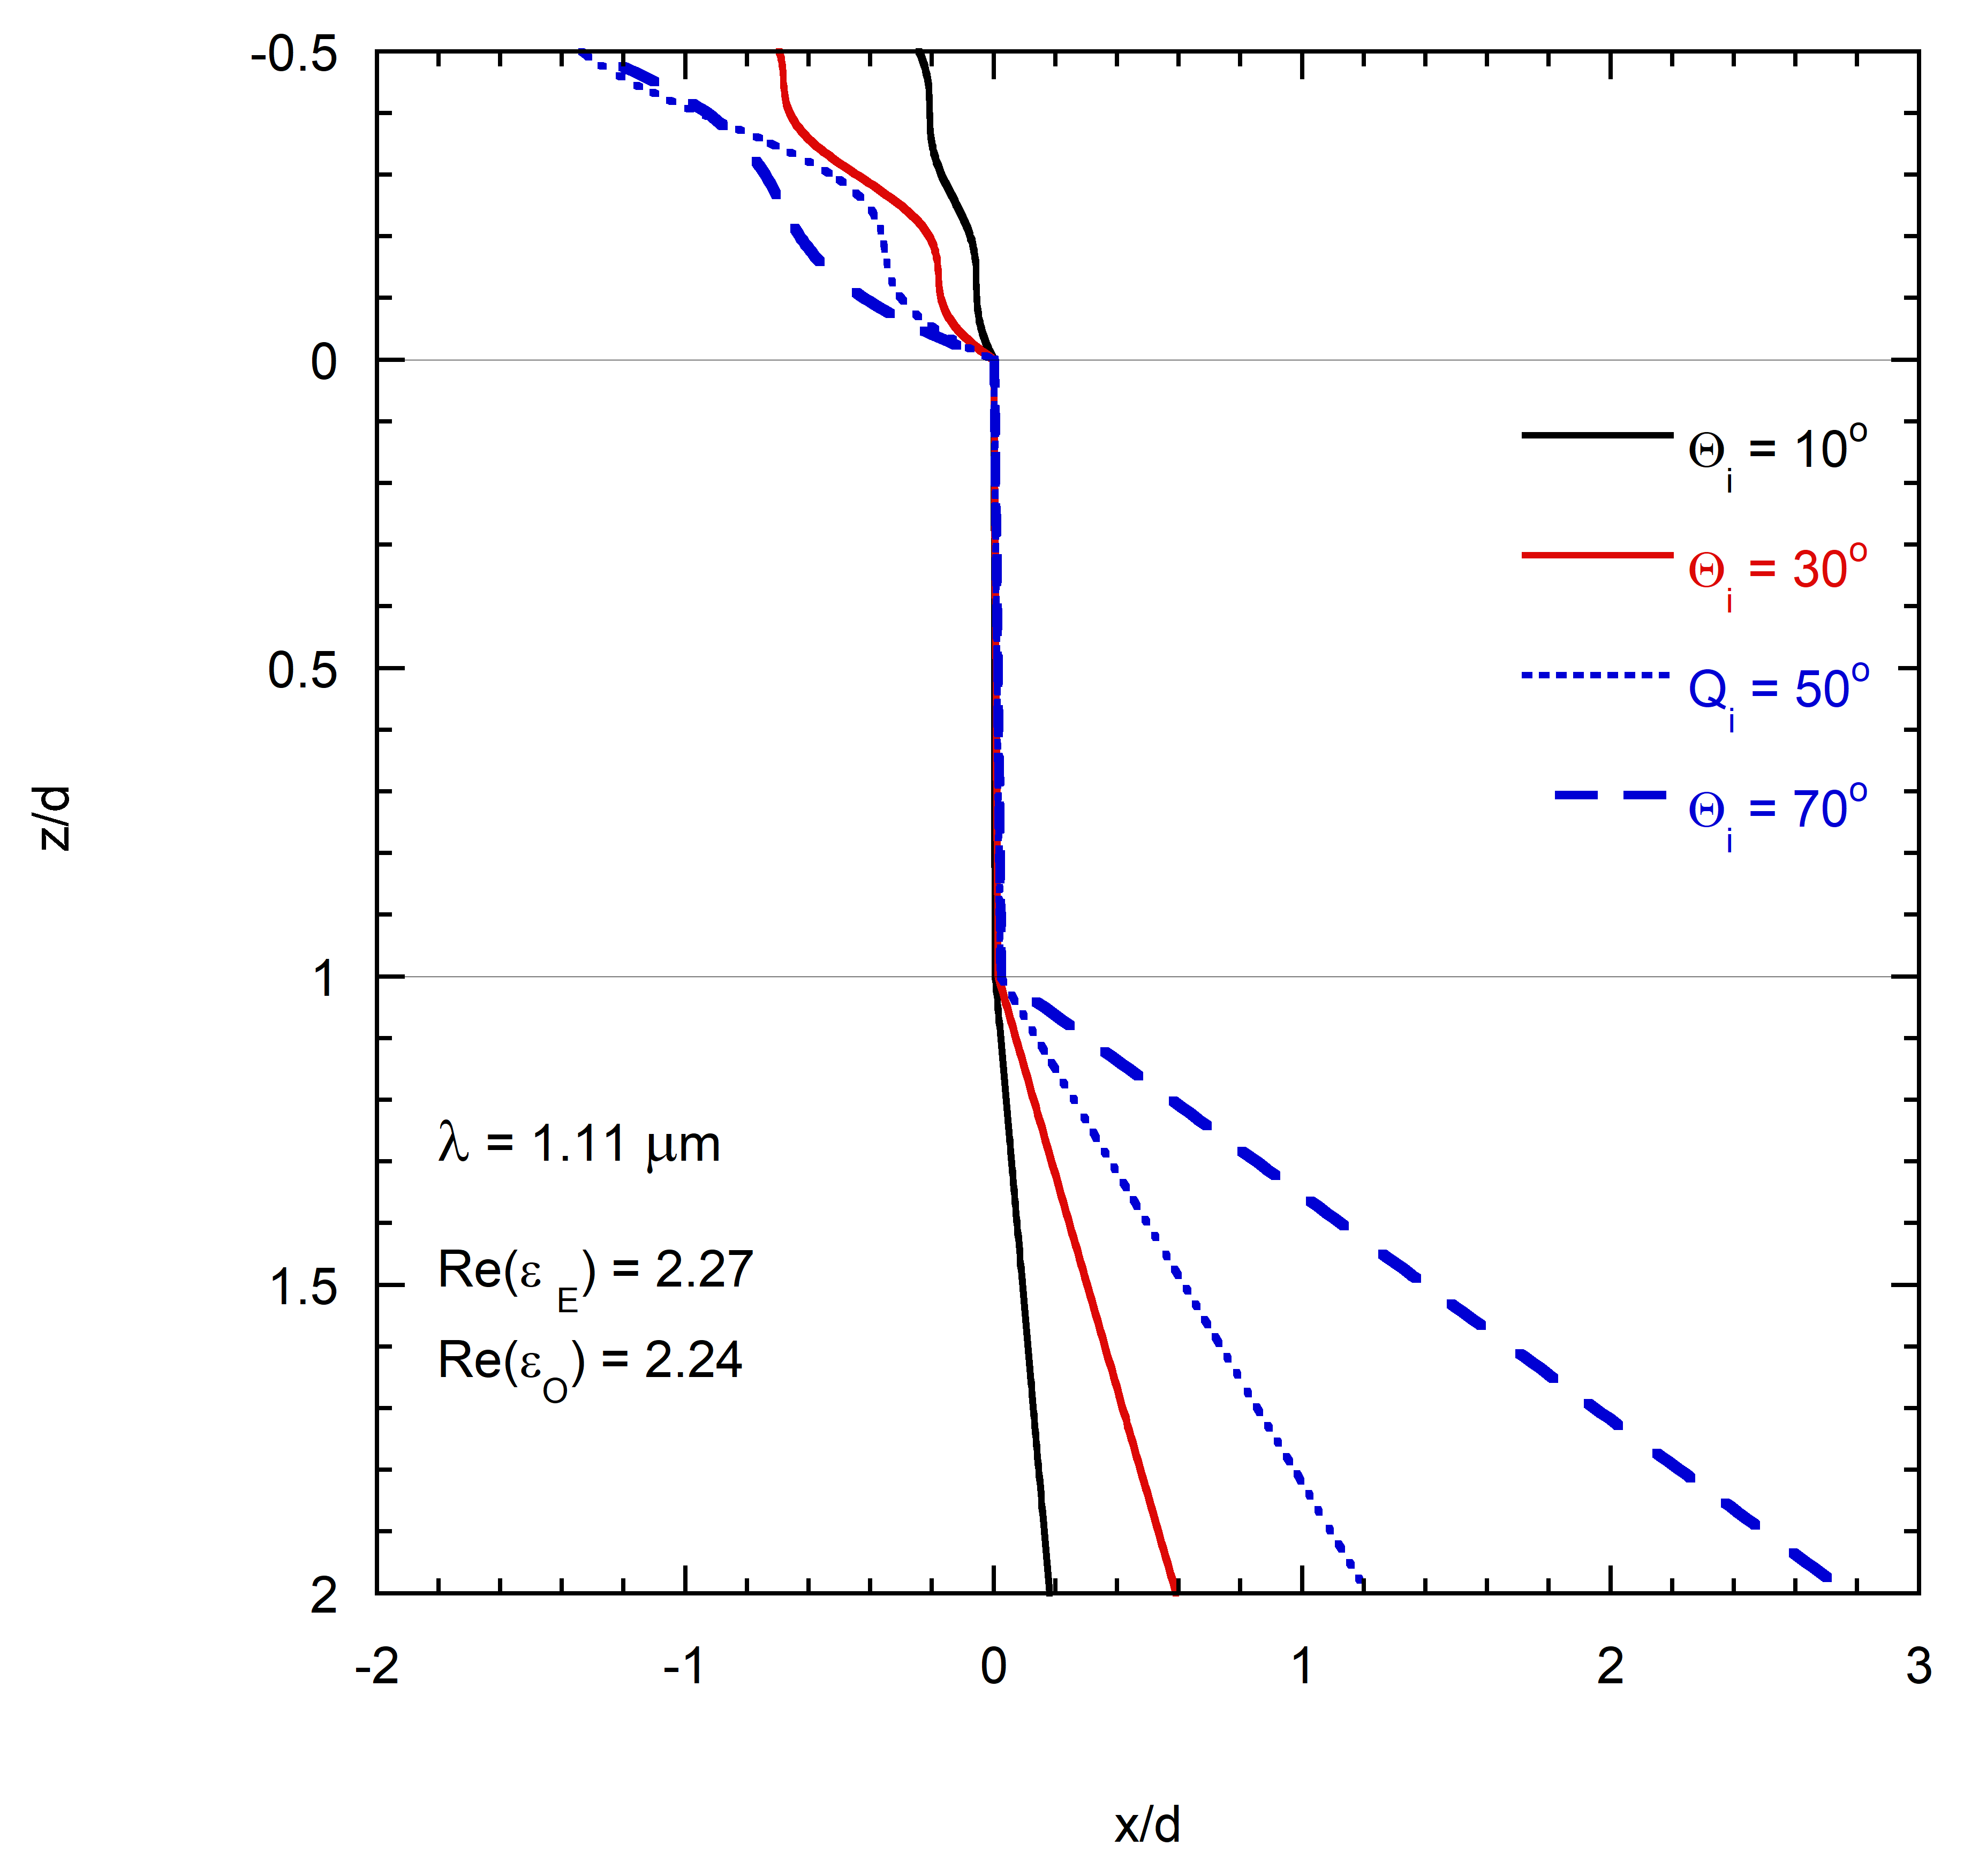 -0.5
0
0.5
1
1.5
2
z/d
Θi = 10o
Θi = 30o
Qi = 50o
Θi = 70o
λ = 1.11 μm
Re(ε E) = 2.27
Re(εO) = 2.24
-2 -1 0 1 2 3
x/d